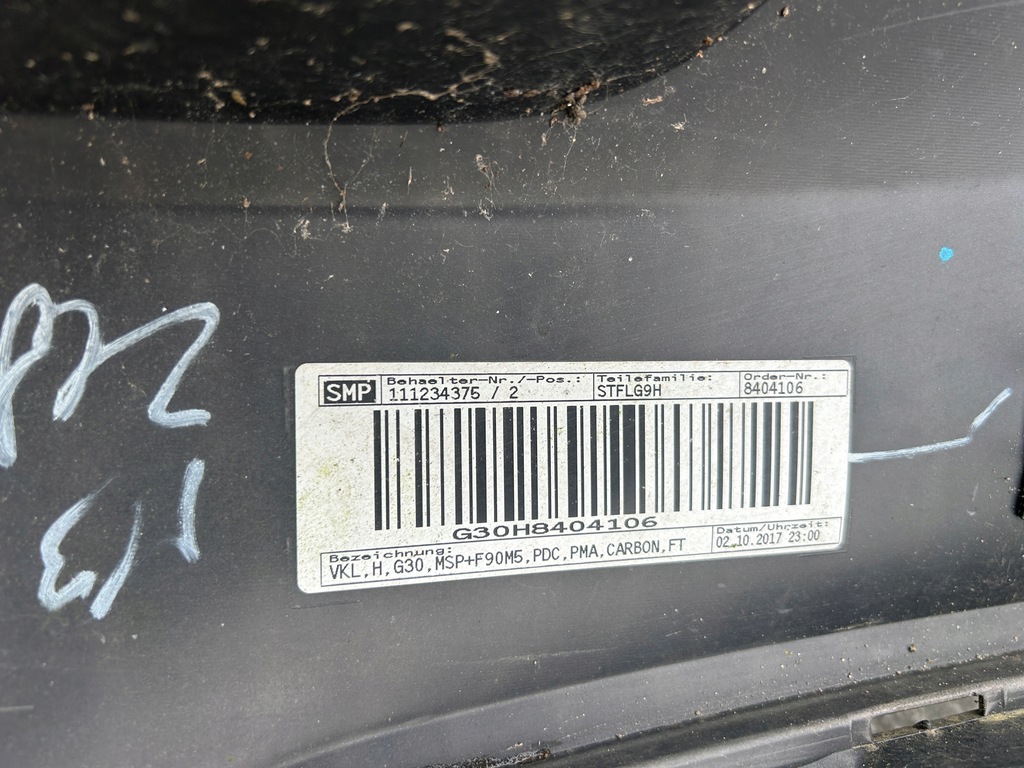 SMP
Behaelter-Nr./-Pos.:
111234375 / 2
Teilefamilie:
STFLG9H
Order-Nr.:
8404106
G30H8404106
Bezeichnung:
VKL,H,G30,MSP+F90M5,PDC,PMA,CARBON,FT
Datum/Uhrzeit:
02.10.2017 23:00